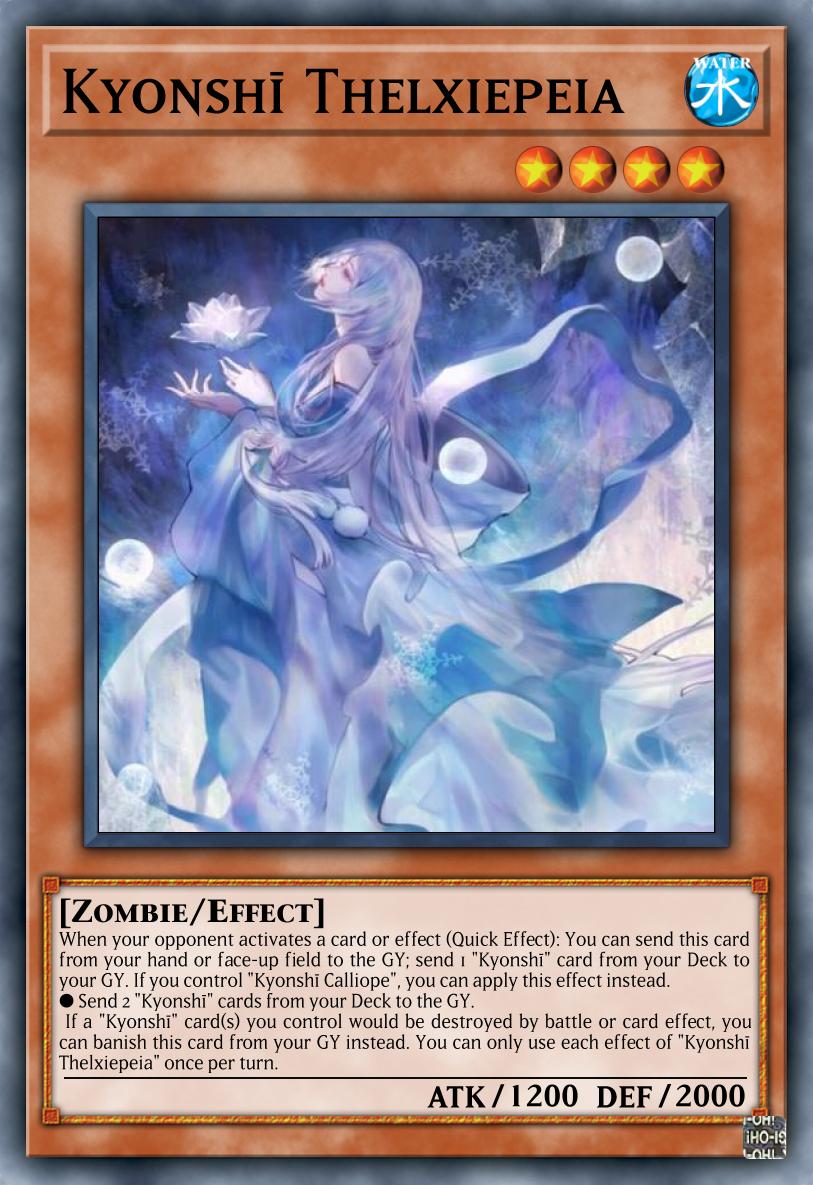 Kyonshī Thelxiepeia
WATER
水
[Zombie/Effect]
When your opponent activates a card or effect (Quick Effect): You can send this card
from your hand or face-up field to the GY; send 1 "Kyonshī" card from your Deck to
your GY. If you control "Kyonshī Calliope", you can apply this effect instead.
● Send 2 "Kyonshī" cards from your Deck to the GY.
If a "Kyonshī" card(s) you control would be destroyed by battle or card effect, you
can banish this card from your GY instead. You can only use each effect of "Kyonshī
Thelxiepeia" once per turn.
ATK/1200 DEF/2000